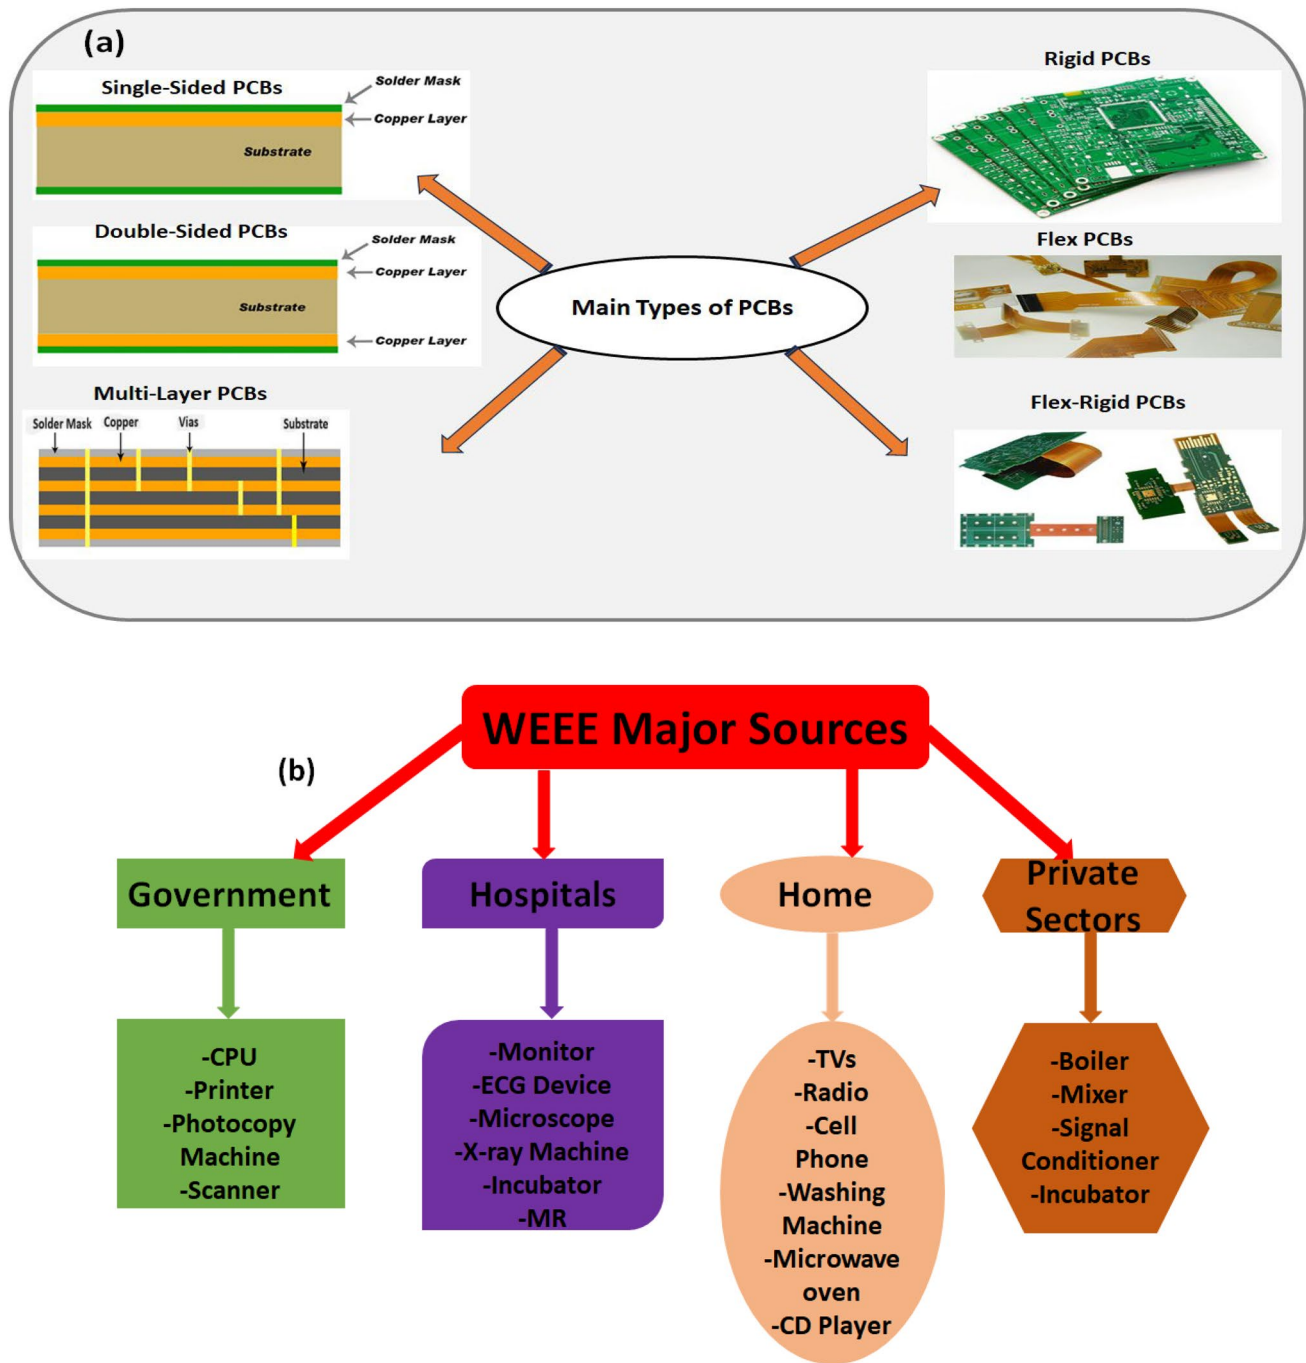 (a)
Single-Sided PCBs
Solder Mask
Copper Layer
Substrate
Double-Sided PCBs
Solder Mask
Copper Layer
Substrate
Copper Layer
Multi-Layer PCBs
Solder Mask
Copper
Vias
Substrate
Main Types of PCBs
Rigid PCBs
Flex PCBs
Flex-Rigid PCBs
WEEE Major Sources
(b)
Government
-CPU
-Printer
-Photocopy
Machine
-Scanner
Hospitals
-Monitor
-ECG Device
-Microscope
-X-ray Machine
-Incubator
-MR
Home
-TVs
-Radio
-Cell
Phone
-Washing
Machine
-Microwave
oven
-CD Player
Private
Sectors
-Boiler
-Mixer
-Signal
Conditioner
-Incubator